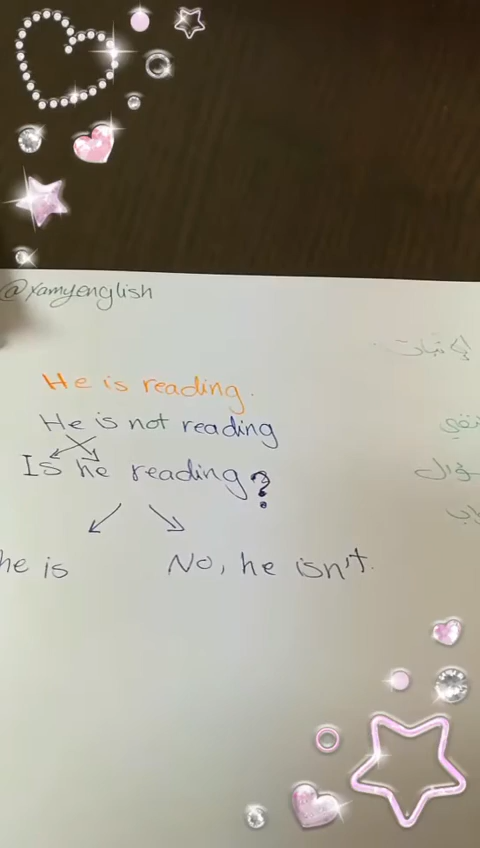 @xamyenglish
He is reading.
He is not reading
Is he reading?
he is
No, he isn't.